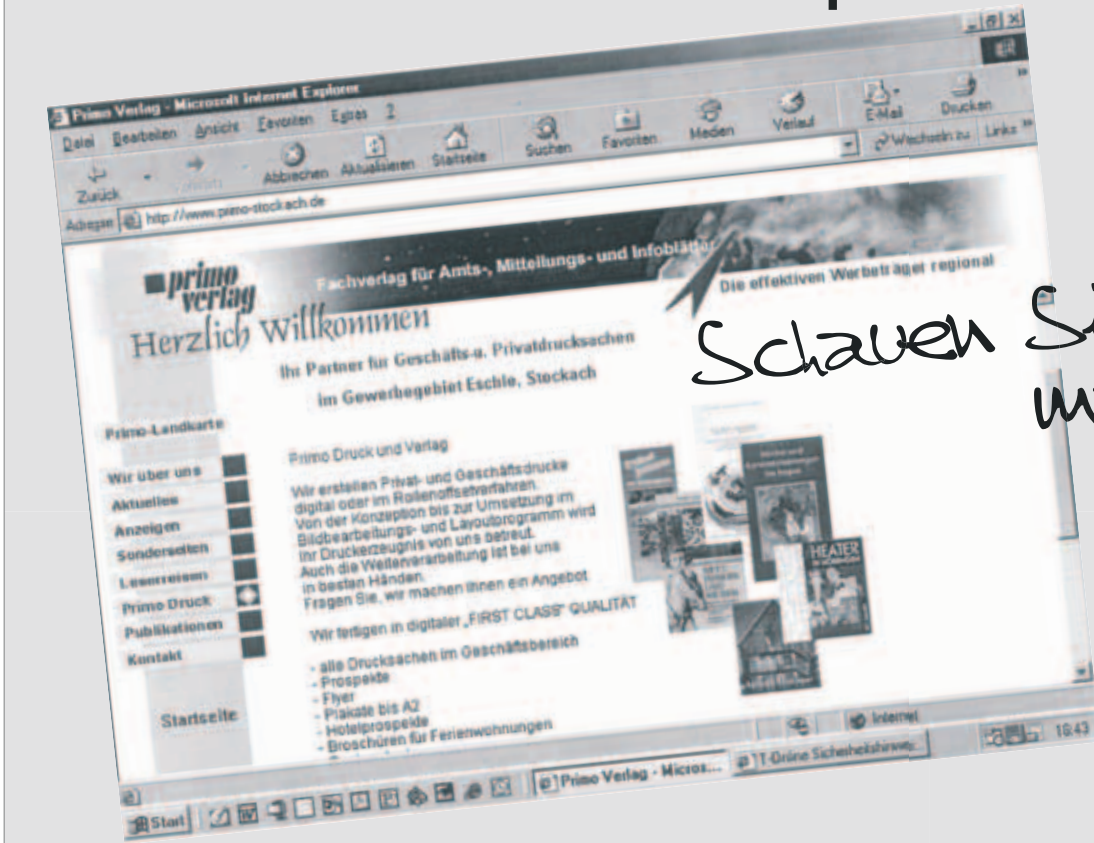 Primo Verlag - Microsoft Internet Explorer
Datei Bearbeiten Ansicht Favoriten Extras ?
Zurück Vorwärts Abbrechen Aktualisieren Startseite Suchen Favoriten Medien Verlauf E-Mail Drucken
Adresse http://www.primo-stockach.de Wechseln zu Links
primo
verlag
Fachverlag für Amts-, Mitteilungs- und Infoblätter
Die effektiven Werbeträger regional
Herzlich Willkommen
Ihr Partner für Geschäfts-u. Privatdrucksachen
im Gewerbegebiet Eschle, Stockach
Schauen
Primo-Landkarte
Wir über uns
Aktuelles
Anzeigen
Sonderseiten
Leserreisen
Primo Druck
Publikationen
Kontakt
Startseite
Primo Druck und Verlag
Wir erstellen Privat- und Geschäftsdrucke
digital oder im Rollenoffsetverfahren.
Von der Konzeption bis zur Umsetzung im
Bildbearbeitungs- und Layoutprogramm wird
Ihr Druckerzeugnis von uns betreut.
Auch die Weiterverarbeitung ist bei uns
in besten Händen.
Fragen Sie, wir machen Ihnen ein Angebot
Wir fertigen in digitaler „FIRST CLASS" QUALITÄT
- alle Drucksachen im Geschäftsbereich
- Prospekte
- Flyer
- Plakate bis A2
- Hotelprospekte
- Broschüren für Ferienwohnungen
HEATER
Internet
Start Primo Verlag - Micros... T-Online Sicherheitshinwei... 16:43